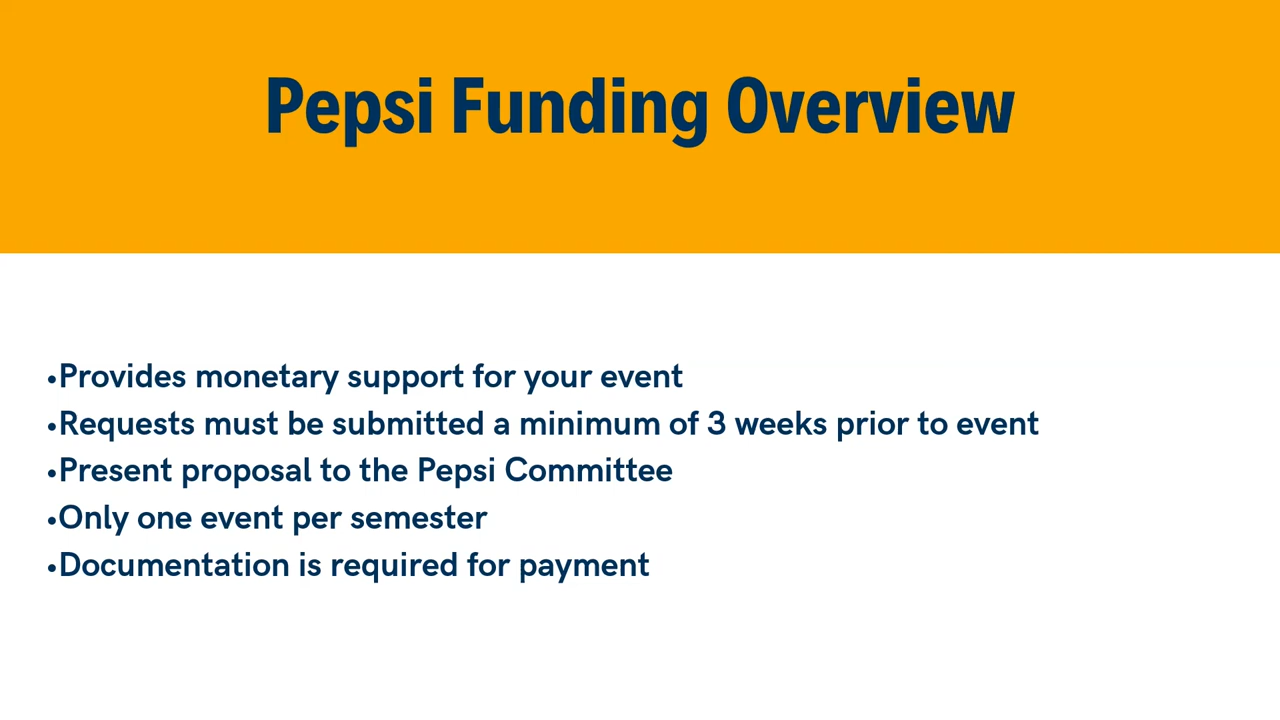 Pepsi Funding Overview
•Provides monetary support for your event
•Requests must be submitted a minimum of 3 weeks prior to event
•Present proposal to the Pepsi Committee
•Only one event per semester
•Documentation is required for payment